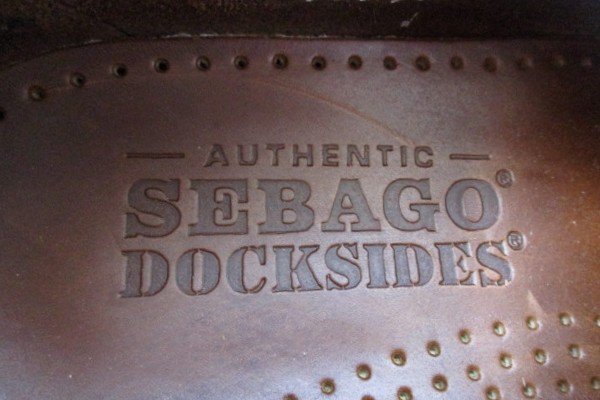 — AUTHENTIC —
SEBAGO®
DOCKSIDES®